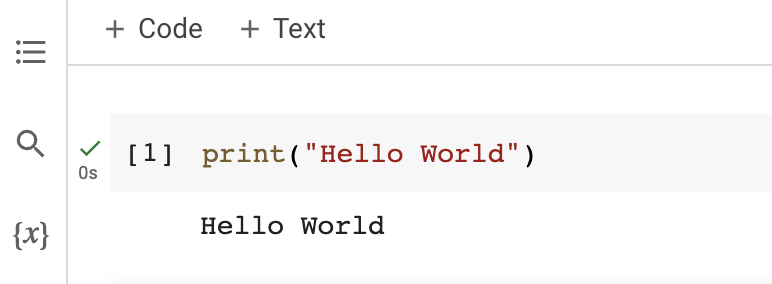 + Code + Text
[1] print("Hello World")
0s
{x}
Hello World